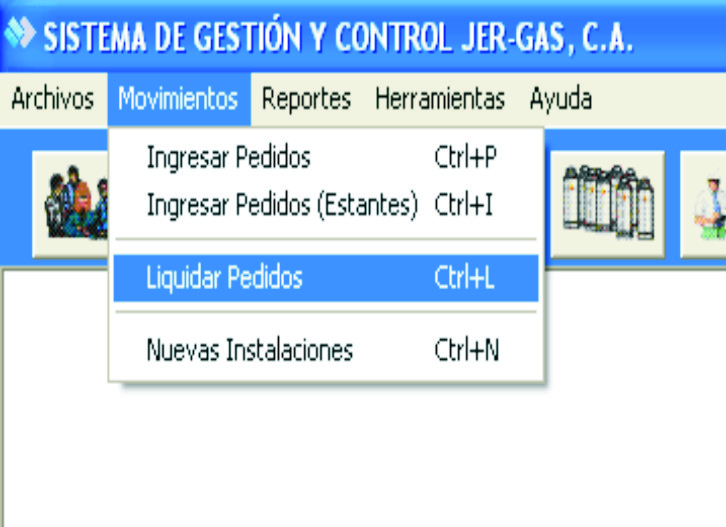 SISTEMA DE GESTIÓN Y CONTROL JER-GAS, C.A.
Archivos Movimientos Reportes Herramientas Ayuda
Ingresar Pedidos Ctrl+P
Ingresar Pedidos (Estantes) Ctrl+I
Liquidar Pedidos Ctrl+L
Nuevas Instalaciones Ctrl+N